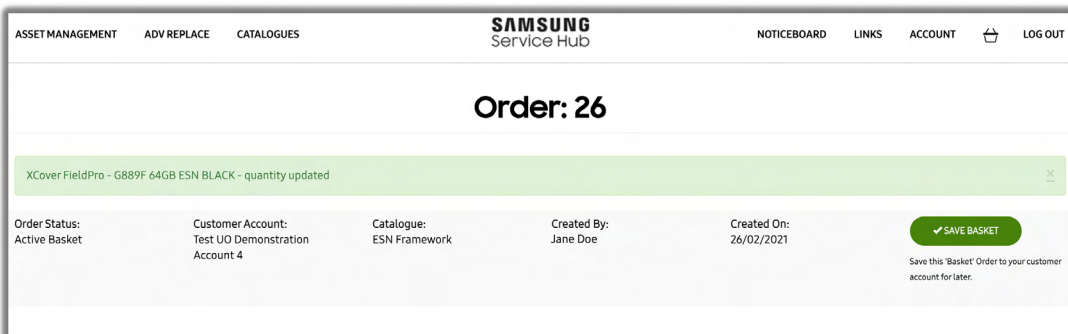 ASSET MANAGEMENT ADV REPLACE CATALOGUES SAMSUNG Service Hub NOTICEBOARD LINKS ACCOUNT LOG OUT
Order: 26
XCover FieldPro - G889F 64GB ESN BLACK - quantity updated ×
Order Status:
Active Basket
Customer Account:
Test UO Demonstration
Account 4
Catalogue:
ESN Framework
Created By:
Jane Doe
Created On:
26/02/2021
✔ SAVE BASKET
Save this 'Basket' Order to your customer
account for later.